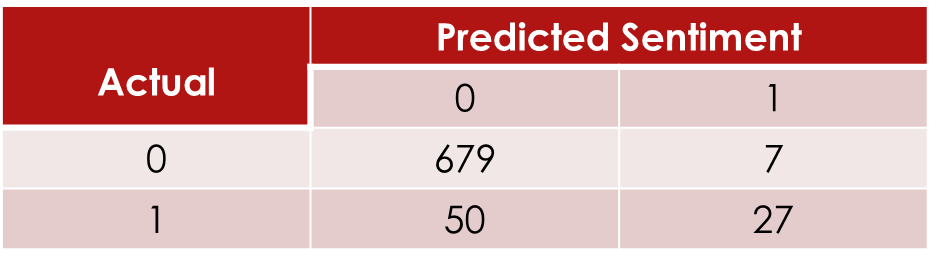 Predicted Sentiment
Actual
0 1
0 679 7
1 50 27